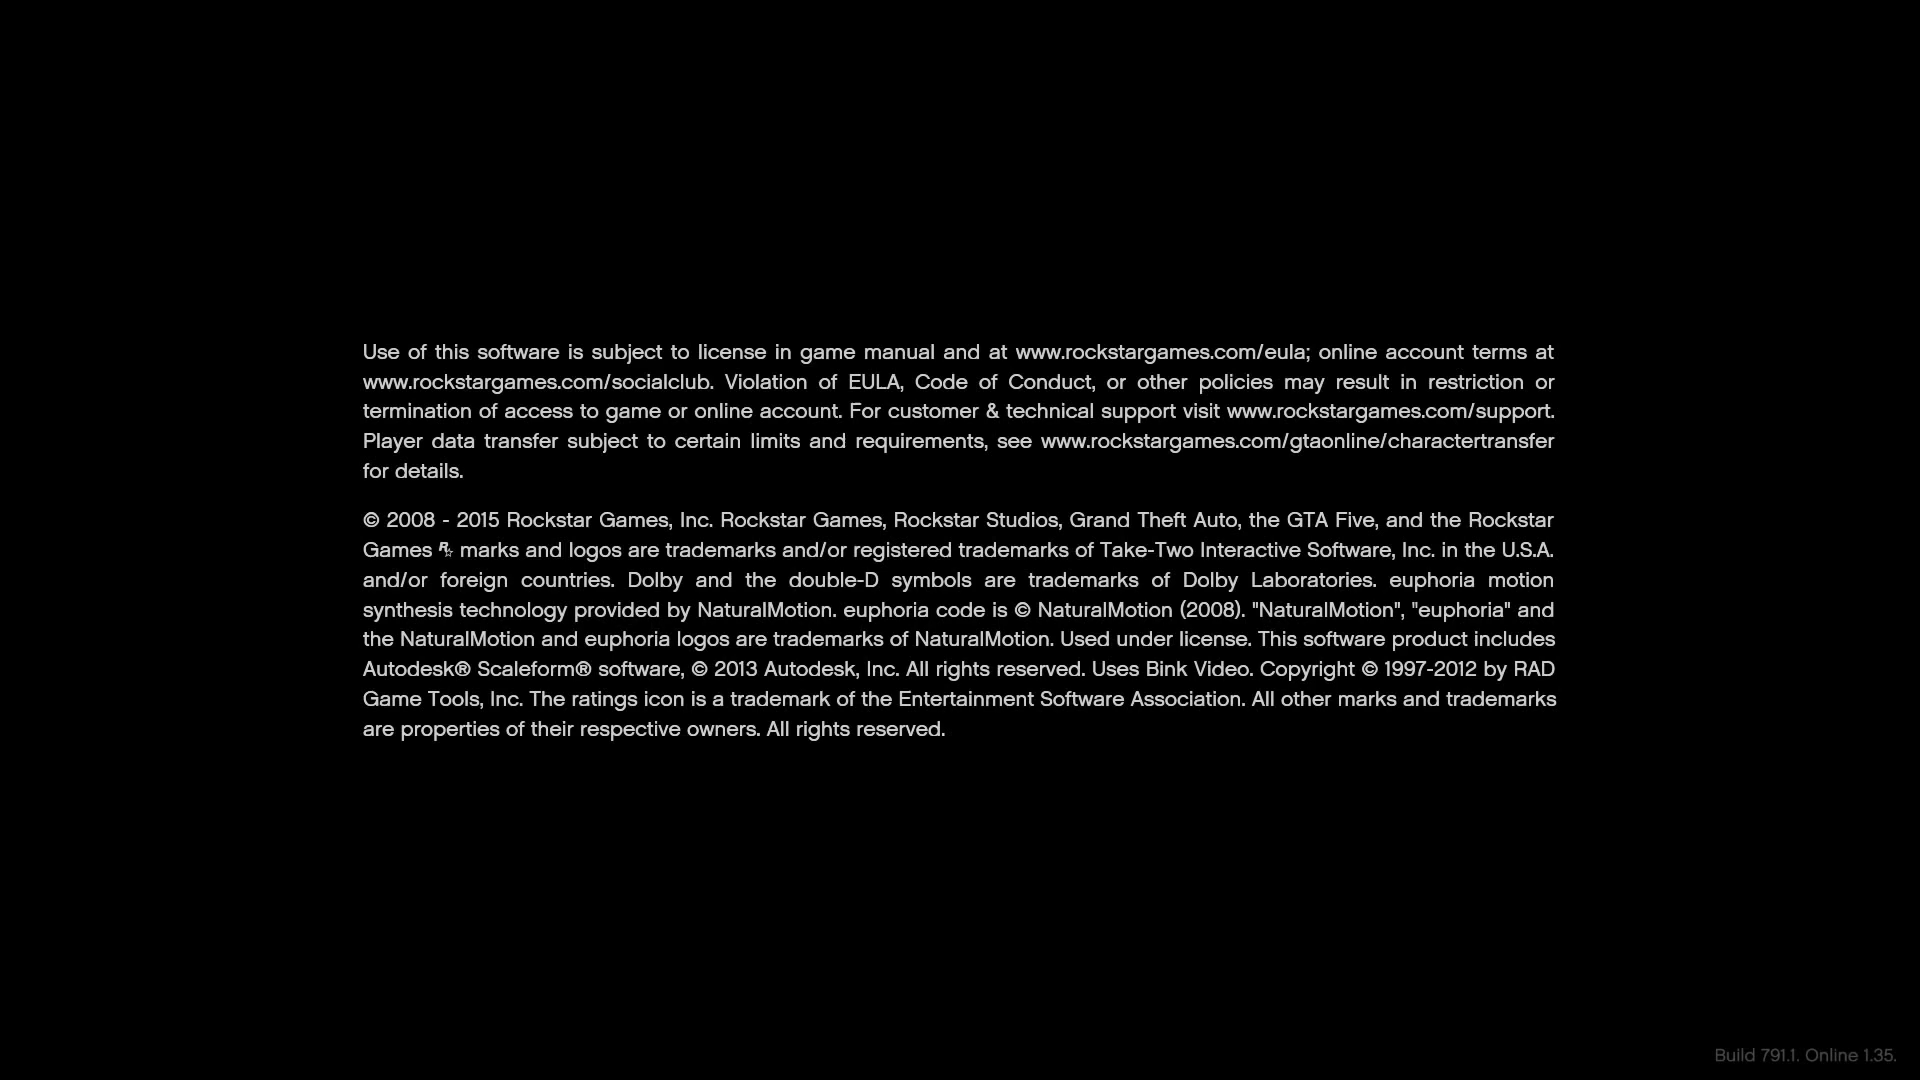 Use of this software is subject to license in game manual and at www.rockstargames.com/eula; online account terms at
www.rockstargames.com/socialclub. Violation of EULA, Code of Conduct, or other policies may result in restriction or
termination of access to game or online account. For customer & technical support visit www.rockstargames.com/support.
Player data transfer subject to certain limits and requirements, see www.rockstargames.com/gtaonline/charactertransfer
for details.
© 2008 - 2015 Rockstar Games, Inc. Rockstar Games, Rockstar Studios, Grand Theft Auto, the GTA Five, and the Rockstar
Games R* marks and logos are trademarks and/or registered trademarks of Take-Two Interactive Software, Inc. in the U.S.A.
and/or foreign countries. Dolby and the double-D symbols are trademarks of Dolby Laboratories. euphoria motion
synthesis technology provided by NaturalMotion. euphoria code is © NaturalMotion (2008). "NaturalMotion", "euphoria" and
the NaturalMotion and euphoria logos are trademarks of NaturalMotion. Used under license. This software product includes
Autodesk® Scaleform® software, © 2013 Autodesk, Inc. All rights reserved. Uses Bink Video. Copyright © 1997-2012 by RAD
Game Tools, Inc. The ratings icon is a trademark of the Entertainment Software Association. All other marks and trademarks
are properties of their respective owners. All rights reserved.
Build 791.1. Online 1.35.